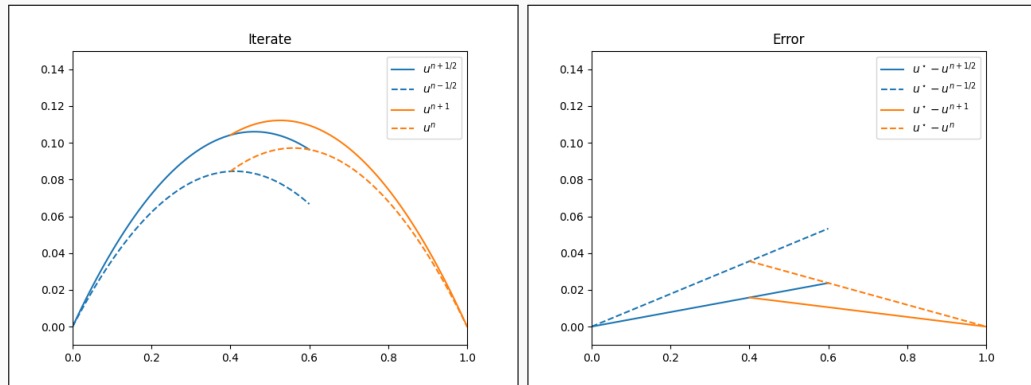 Iterate
0.14
0.12
0.10
0.08
0.06
0.04
0.02
0.00
0.0 0.2 0.4 0.6 0.8 1.0
u^{n+1/2}
u^{n−1/2}
u^{n+1}
u^{n}
Error
0.14
0.12
0.10
0.08
0.06
0.04
0.02
0.00
0.0 0.2 0.4 0.6 0.8 1.0
u^{⋆} − u^{n+1/2}
u^{⋆} − u^{n−1/2}
u^{⋆} − u^{n+1}
u^{⋆} − u^{n}